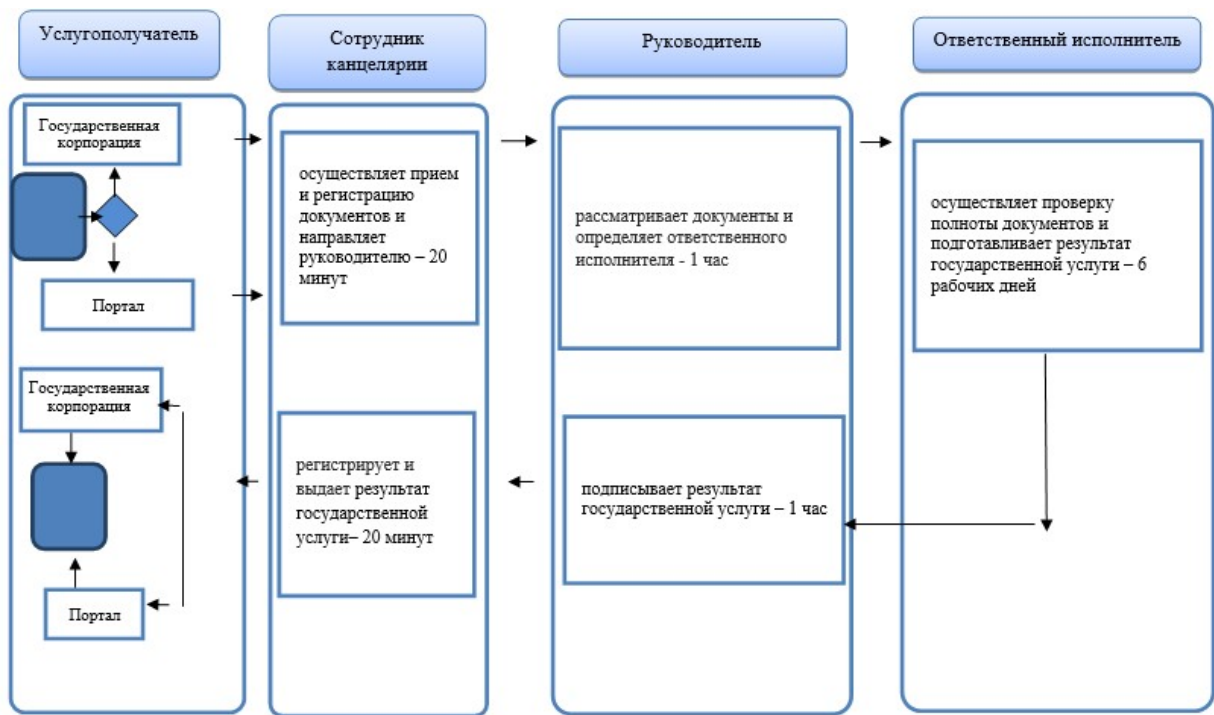 Услугополучатель
Сотрудник
канцелярии
Руководитель
Ответственный исполнитель
Государственная
корпорация
Портал
осуществляет прием
и регистрацию
документов и
направляет
руководителю – 20
минут
рассматривает документы и
определяет ответственного
исполнителя - 1 час
осуществляет проверку
полноты документов и
подготавливает результат
государственной услуги – 6
рабочих дней
Государственная
корпорация
Портал
регистрирует и
выдает результат
государственной
услуги– 20 минут
подписывает результат
государственной услуги – 1 час